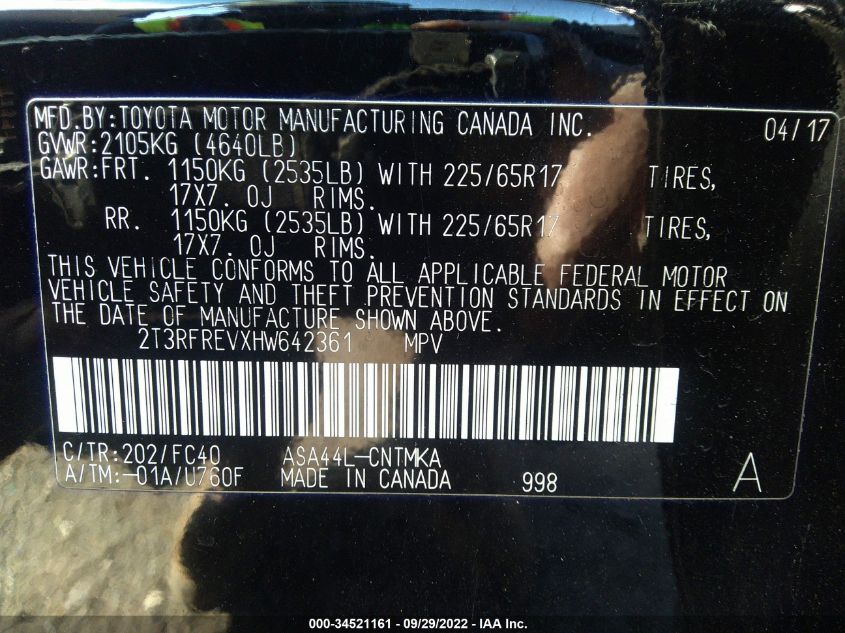 MFD.BY:TOYOTA MOTOR MANUFACTURING CANADA INC. 04/17
GVWR:2105KG (4640LB)
GAWR:FRT. 1150KG (2535LB) WITH 225/65R17 TIRES,
17X7. 0J RIMS.
RR. 1150KG (2535LB) WITH 225/65R17 TIRES,
17X7. 0J RIMS.
THIS VEHICLE CONFORMS TO ALL APPLICABLE FEDERAL MOTOR
VEHICLE SAFETY AND THEFT PREVENTION STANDARDS IN EFFECT ON
THE DATE OF MANUFACTURE SHOWN ABOVE.
2T3RFREVXHW642361 MPV
C/TR:202/FC40 ASA44L-CNTMKA
A/TM:-01A/U760F MADE IN CANADA 998 A
000-34521161 - 09/29/2022 - IAA Inc.